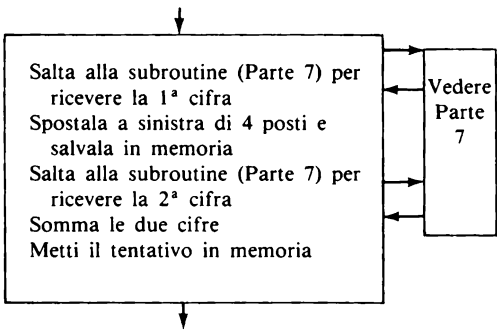 Salta alla subroutine (Parte 7) per
ricevere la 1ª cifra
Spostala a sinistra di 4 posti e
salvala in memoria
Salta alla subroutine (Parte 7) per
ricevere la 2ª cifra
Somma le due cifre
Metti il tentativo in memoria
Vedere
Parte
7